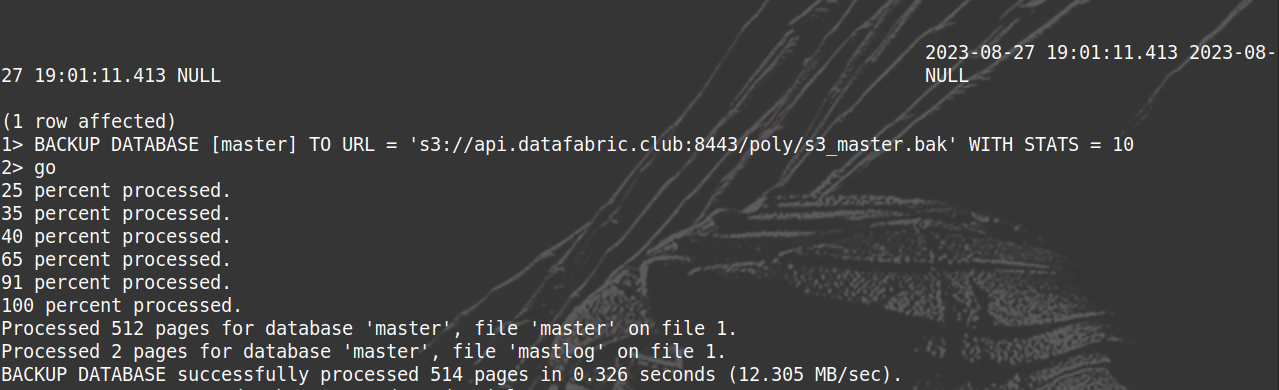 2023-08-27 19:01:11.413 2023-08-
27 19:01:11.413 NULL NULL
(1 row affected)
1> BACKUP DATABASE [master] TO URL = 's3://api.datafabric.club:8443/poly/s3_master.bak' WITH STATS = 10
2> go
25 percent processed.
35 percent processed.
40 percent processed.
65 percent processed.
91 percent processed.
100 percent processed.
Processed 512 pages for database 'master', file 'master' on file 1.
Processed 2 pages for database 'master', file 'mastlog' on file 1.
BACKUP DATABASE successfully processed 514 pages in 0.326 seconds (12.305 MB/sec).